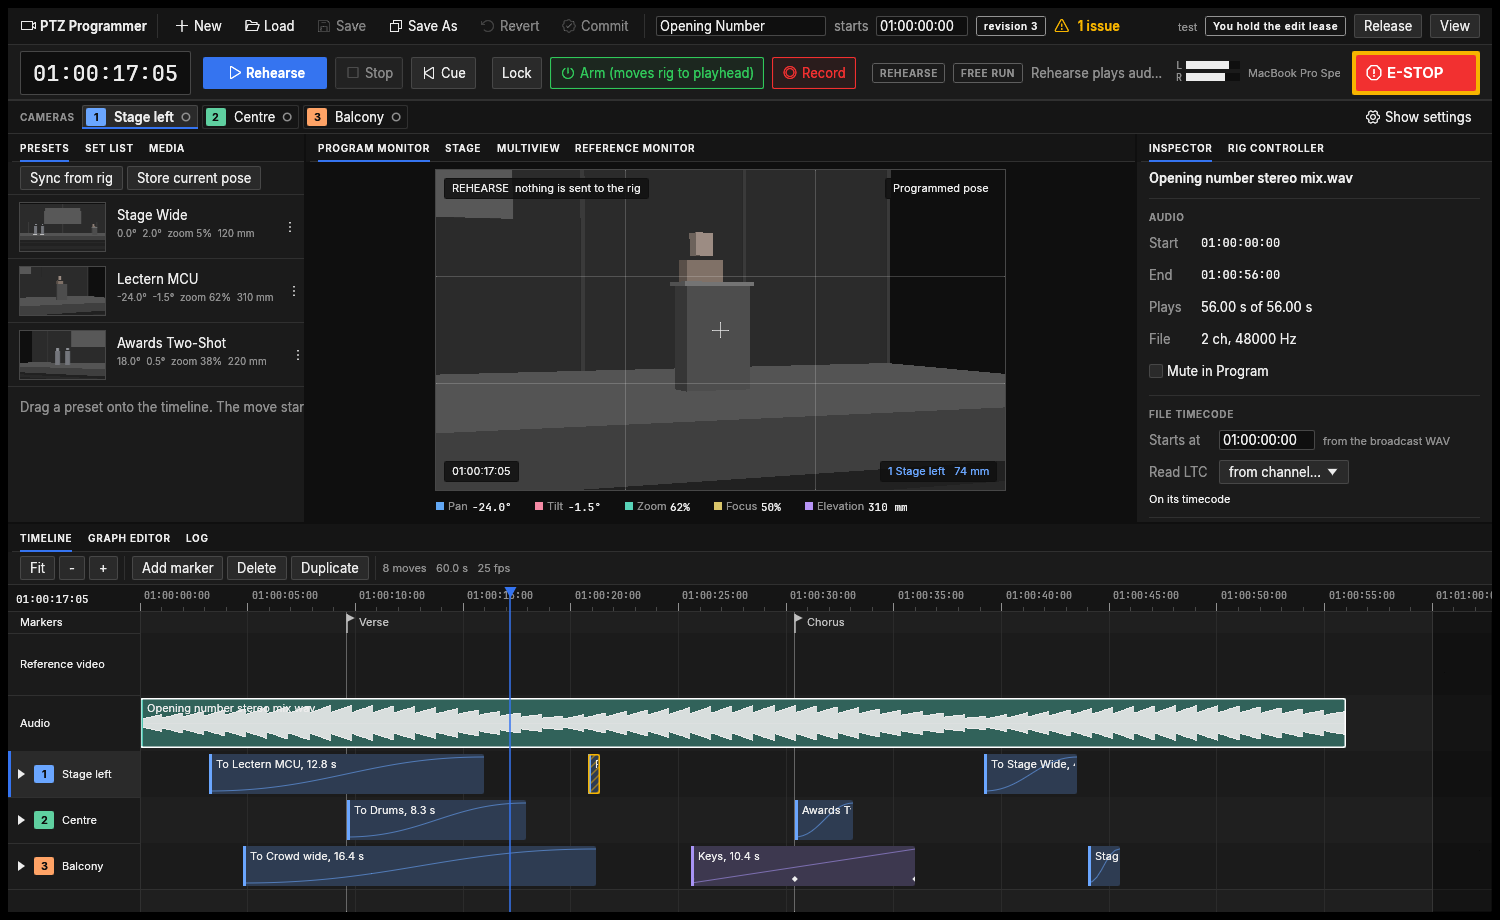 PTZ Programmer New Load Save Save As Revert Commit Opening Number starts 01:00:00:00 revision 3 1 issue test You hold the edit lease Release View
01:00:17:05 Rehearse Stop Cue Lock Arm (moves rig to playhead) Record REHEARSE FREE RUN Rehearse plays aud... L R MacBook Pro Spe E-STOP
CAMERAS 1 Stage left 2 Centre 3 Balcony Show settings
PRESETS SET LIST MEDIA
Sync from rig Store current pose
Stage Wide
0.0° 2.0° zoom 5% 120 mm
Lectern MCU
-24.0° -1.5° zoom 62% 310 mm
Awards Two-Shot
18.0° 0.5° zoom 38% 220 mm
Drag a preset onto the timeline. The move star
PROGRAM MONITOR STAGE MULTIVIEW REFERENCE MONITOR
REHEARSE nothing is sent to the rig Programmed pose
01:00:17:05 1 Stage left 74 mm
Pan -24.0° Tilt -1.5° Zoom 62% Focus 50% Elevation 310 mm
INSPECTOR RIG CONTROLLER
Opening number stereo mix.wav
AUDIO
Start 01:00:00:00
End 01:00:56:00
Plays 56.00 s of 56.00 s
File 2 ch, 48000 Hz
Mute in Program
FILE TIMECODE
Starts at 01:00:00:00 from the broadcast WAV
Read LTC from channel...
On its timecode
TIMELINE GRAPH EDITOR LOG
Fit - + Add marker Delete Duplicate 8 moves 60.0 s 25 fps
01:00:17:05 01:00:00:00 01:00:05:00 01:00:10:00 01:00:15:00 01:00:20:00 01:00:25:00 01:00:30:00 01:00:35:00 01:00:40:00 01:00:45:00 01:00:50:00 01:00:55:00 01:01:00:0
Markers Verse Chorus
Reference video
Audio Opening number stereo mix.wav
1 Stage left To Lectern MCU, 12.8 s To Stage Wide,
2 Centre To Drums, 8.3 s Awards T
3 Balcony To Crowd wide, 16.4 s Keys, 10.4 s Stag